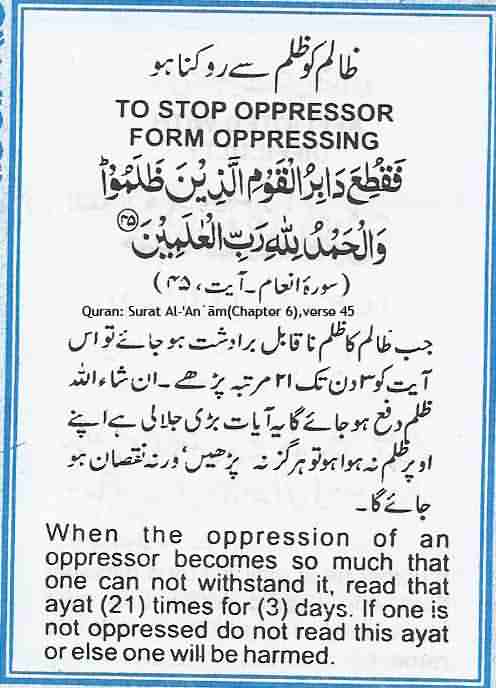 ظالم کو ظلم سے روکنا ہو
TO STOP OPPRESSOR
FORM OPPRESSING
فَقُطِعَ دَابِرُ الْقَوْمِ الَّذِيْنَ ظَلَمُوْا ؕ
وَالْحَمْدُ لِلّٰهِ رَبِّ الْعٰلَمِيْنَ ﴿۴۵﴾
(سورۂ انعام ۔ آیت، ۴۵)
Quran: Surat Al-'An`ām(Chapter 6),verse 45
جب ظالم کا ظلم نا قابل برادشت ہو جائے تو اس
آیت کو ۳ دن تک ۲۱ مرتبہ پڑھے ۔ ان شاء اللہ
ظلم دفع ہو جائے گا یہ آیات بڑی جلالی ہے اپنے
اوپر ظلم نہ ہوا ہو تو ہرگز نہ پڑھیں‘ ورنہ نقصان ہو
جائے گا۔
When the oppression of an
oppressor becomes so much that
one can not withstand it, read that
ayat (21) times for (3) days. If one is
not oppressed do not read this ayat
or else one will be harmed.